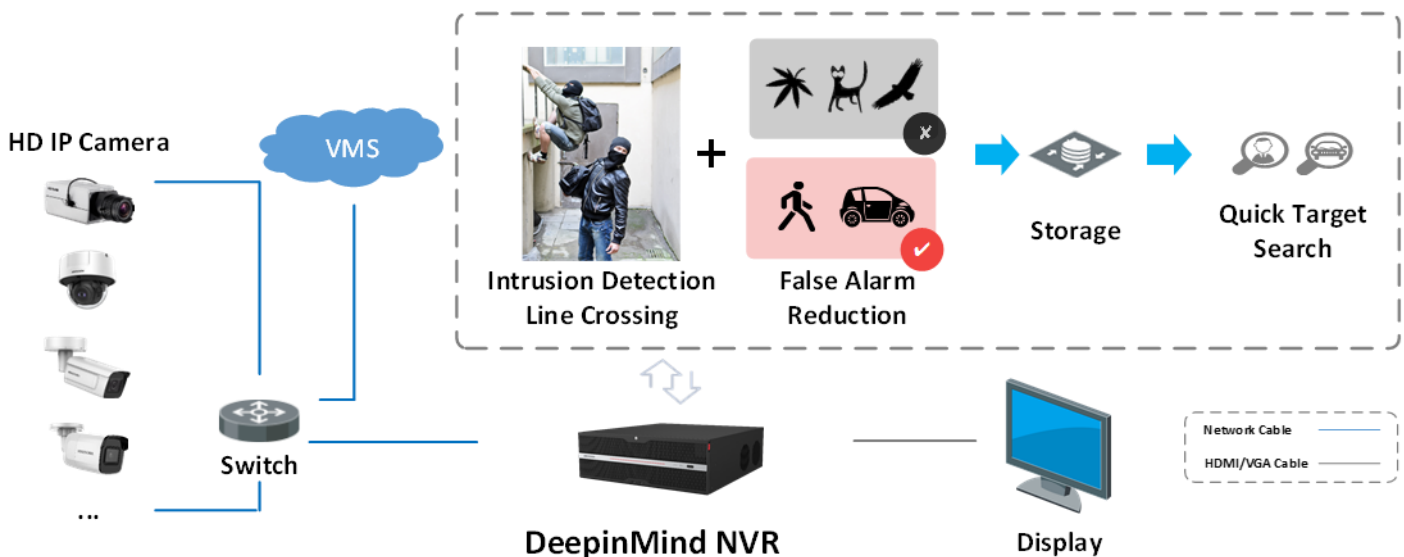 HD IP Camera
VMS
Intrusion Detection
Line Crossing
+
False Alarm
Reduction
Storage
Quick Target
Search
Switch
...
DeepinMind NVR
Display
Network Cable
HDMI/VGA Cable